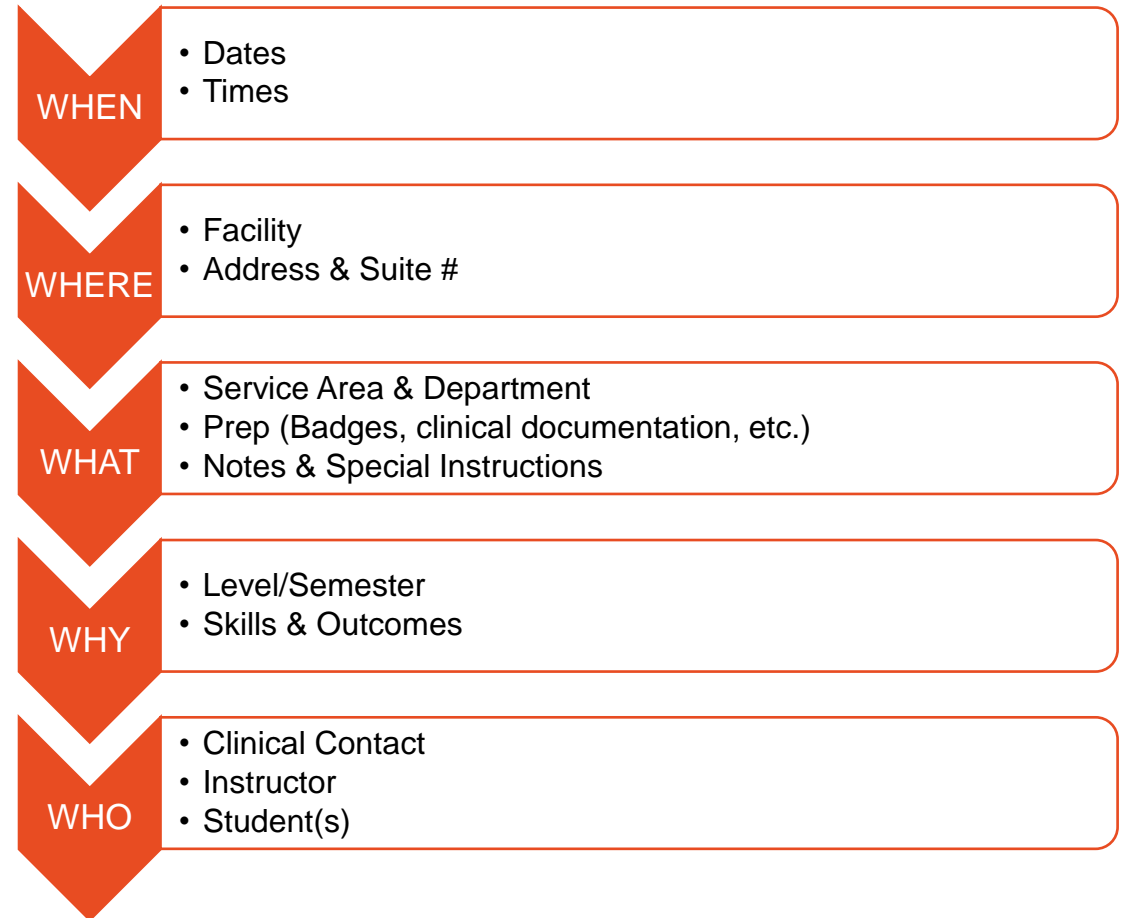 WHEN
• Dates
• Times
WHERE
• Facility
• Address & Suite #
WHAT
• Service Area & Department
• Prep (Badges, clinical documentation, etc.)
• Notes & Special Instructions
WHY
• Level/Semester
• Skills & Outcomes
WHO
• Clinical Contact
• Instructor
• Student(s)